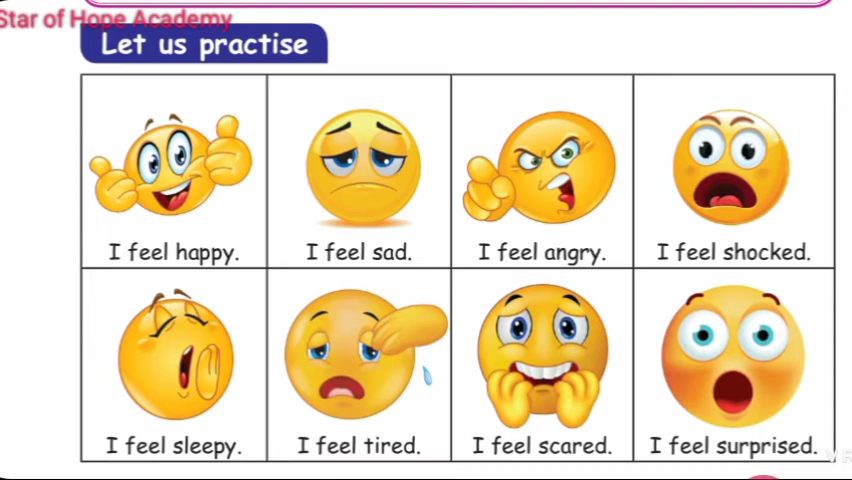 Star of Hope Academy
Let us practise
I feel happy.
I feel sad.
I feel angry.
I feel shocked.
I feel sleepy.
I feel tired.
I feel scared.
I feel surprised.